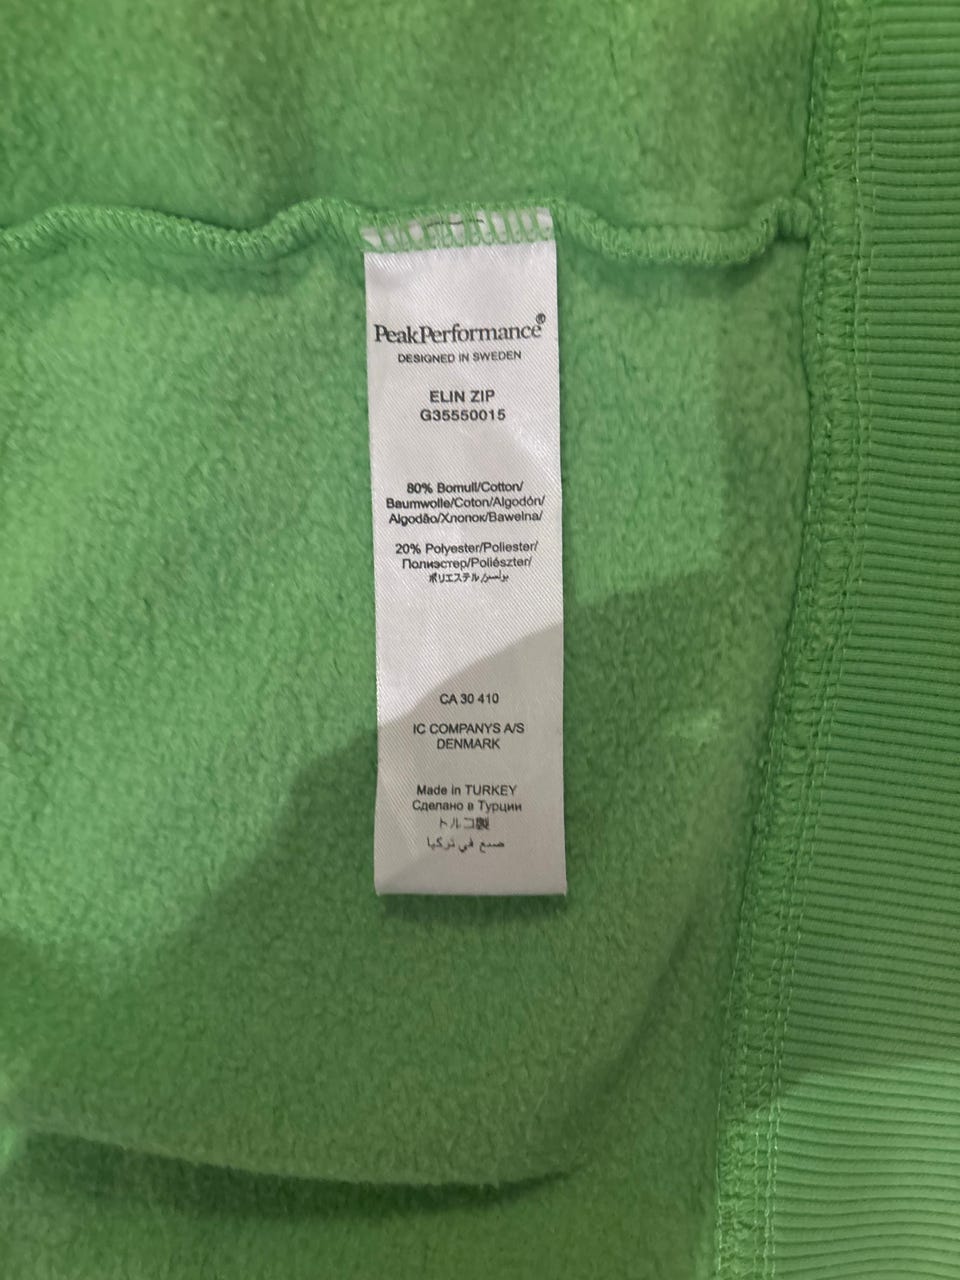 PeakPerformance®
DESIGNED IN SWEDEN
ELIN ZIP
G35550015
80% Bomull/Cotton/
Baumwolle/Coton/Algodón/
Algodão/Хлопок/Bawełna/
20% Polyester/Poliester/
Полиэстер/Poliészter/
ポリエステル/بوليستر
CA 30 410
IC COMPANYS A/S
DENMARK
Made in TURKEY
Сделано в Турции
トルコ製
صنع في تركيا